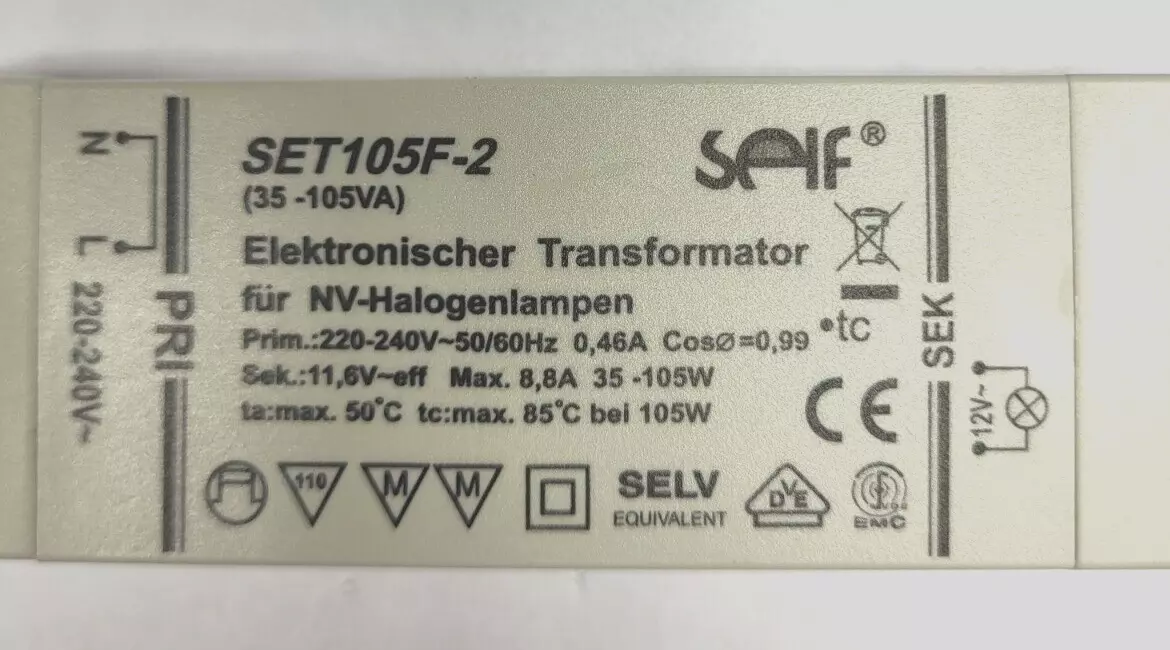 N
L
220-240V~
PRI
SET105F-2
(35 -105VA)
Elektronischer Transformator
für NV-Halogenlampen
Prim.:220-240V~50/60Hz 0,46A CosØ=0,99
Sek.:11,6V~eff Max. 8,8A 35 -105W
ta:max. 50°C tc:max. 85°C bei 105W
110
M
M
SELV
EQUIVALENT
DVE
EMC
®
•tc
CE
SEK
12V~